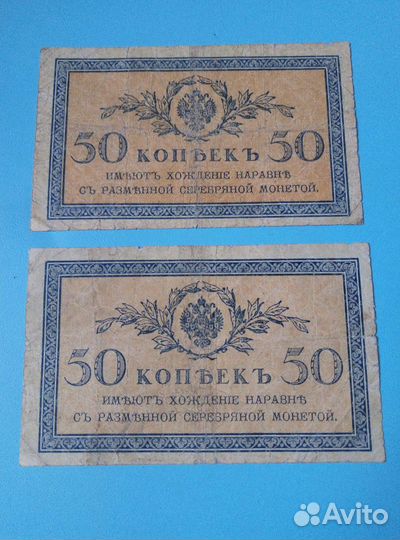 50 КОПѢЕКЪ 50
ИМѢЮТЪ ХОЖДЕНІЕ НАРАВНѢ
СЪ РАЗМѢННОЙ СЕРЕБРЯНОЙ МОНЕТОЙ.
50 КОПѢЕКЪ 50
ИМѢЮТЪ ХОЖДЕНІЕ НАРАВНѢ
СЪ РАЗМѢННОЙ СЕРЕБРЯНОЙ МОНЕТОЙ.
Avito